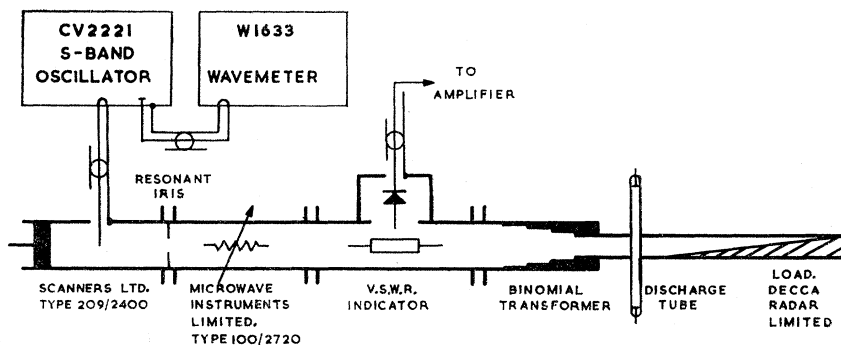 CV2221
S-BAND
OSCILLATOR
W1633
WAVEMETER
TO
AMPLIFIER
RESONANT
IRIS
SCANNERS LTD.
TYPE 209/2400
MICROWAVE
INSTRUMENTS
LIMITED.
TYPE 100/2720
V.S.W.R.
INDICATOR
BINOMIAL
TRANSFORMER
DISCHARGE
TUBE
LOAD.
DECCA
RADAR
LIMITED